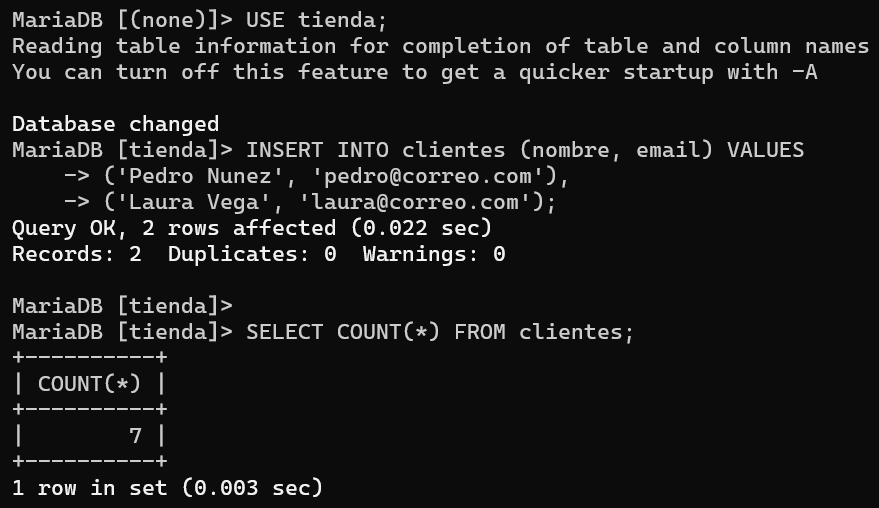 MariaDB [(none)]> USE tienda;
Reading table information for completion of table and column names
You can turn off this feature to get a quicker startup with -A
Database changed
MariaDB [tienda]> INSERT INTO clientes (nombre, email) VALUES
    -> ('Pedro Nunez', 'pedro@correo.com'),
    -> ('Laura Vega', 'laura@correo.com');
Query OK, 2 rows affected (0.022 sec)
Records: 2  Duplicates: 0  Warnings: 0
MariaDB [tienda]>
MariaDB [tienda]> SELECT COUNT(*) FROM clientes;
+----------+
| COUNT(*) |
+----------+
|        7 |
+----------+
1 row in set (0.003 sec)